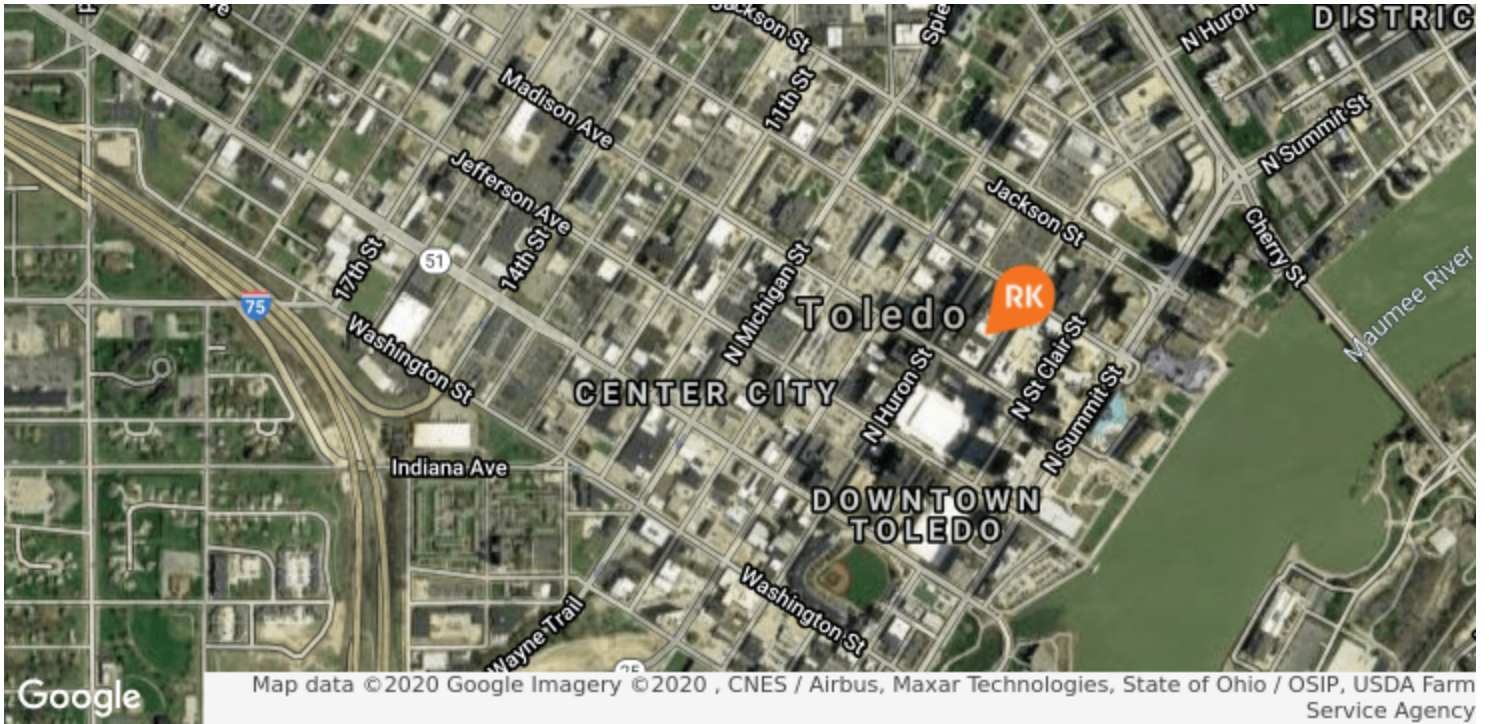 Jackson St
Spie
N Huron
DISTRIC
Madison Ave
11th St
N Summit St
Jefferson Ave
Jackson St
Cherry St
17th St
51
14th St
N Michigan St
Maumee River
75
Toledo
RK
Washington St
CENTER CITY
N Huron St
N St Clair St
N Summit St
Indiana Ave
DOWNTOWN
TOLEDO
Washington St
Wayne Trail
25
Google
Map data ©2020 Google Imagery ©2020 , CNES / Airbus, Maxar Technologies, State of Ohio / OSIP, USDA Farm
Service Agency